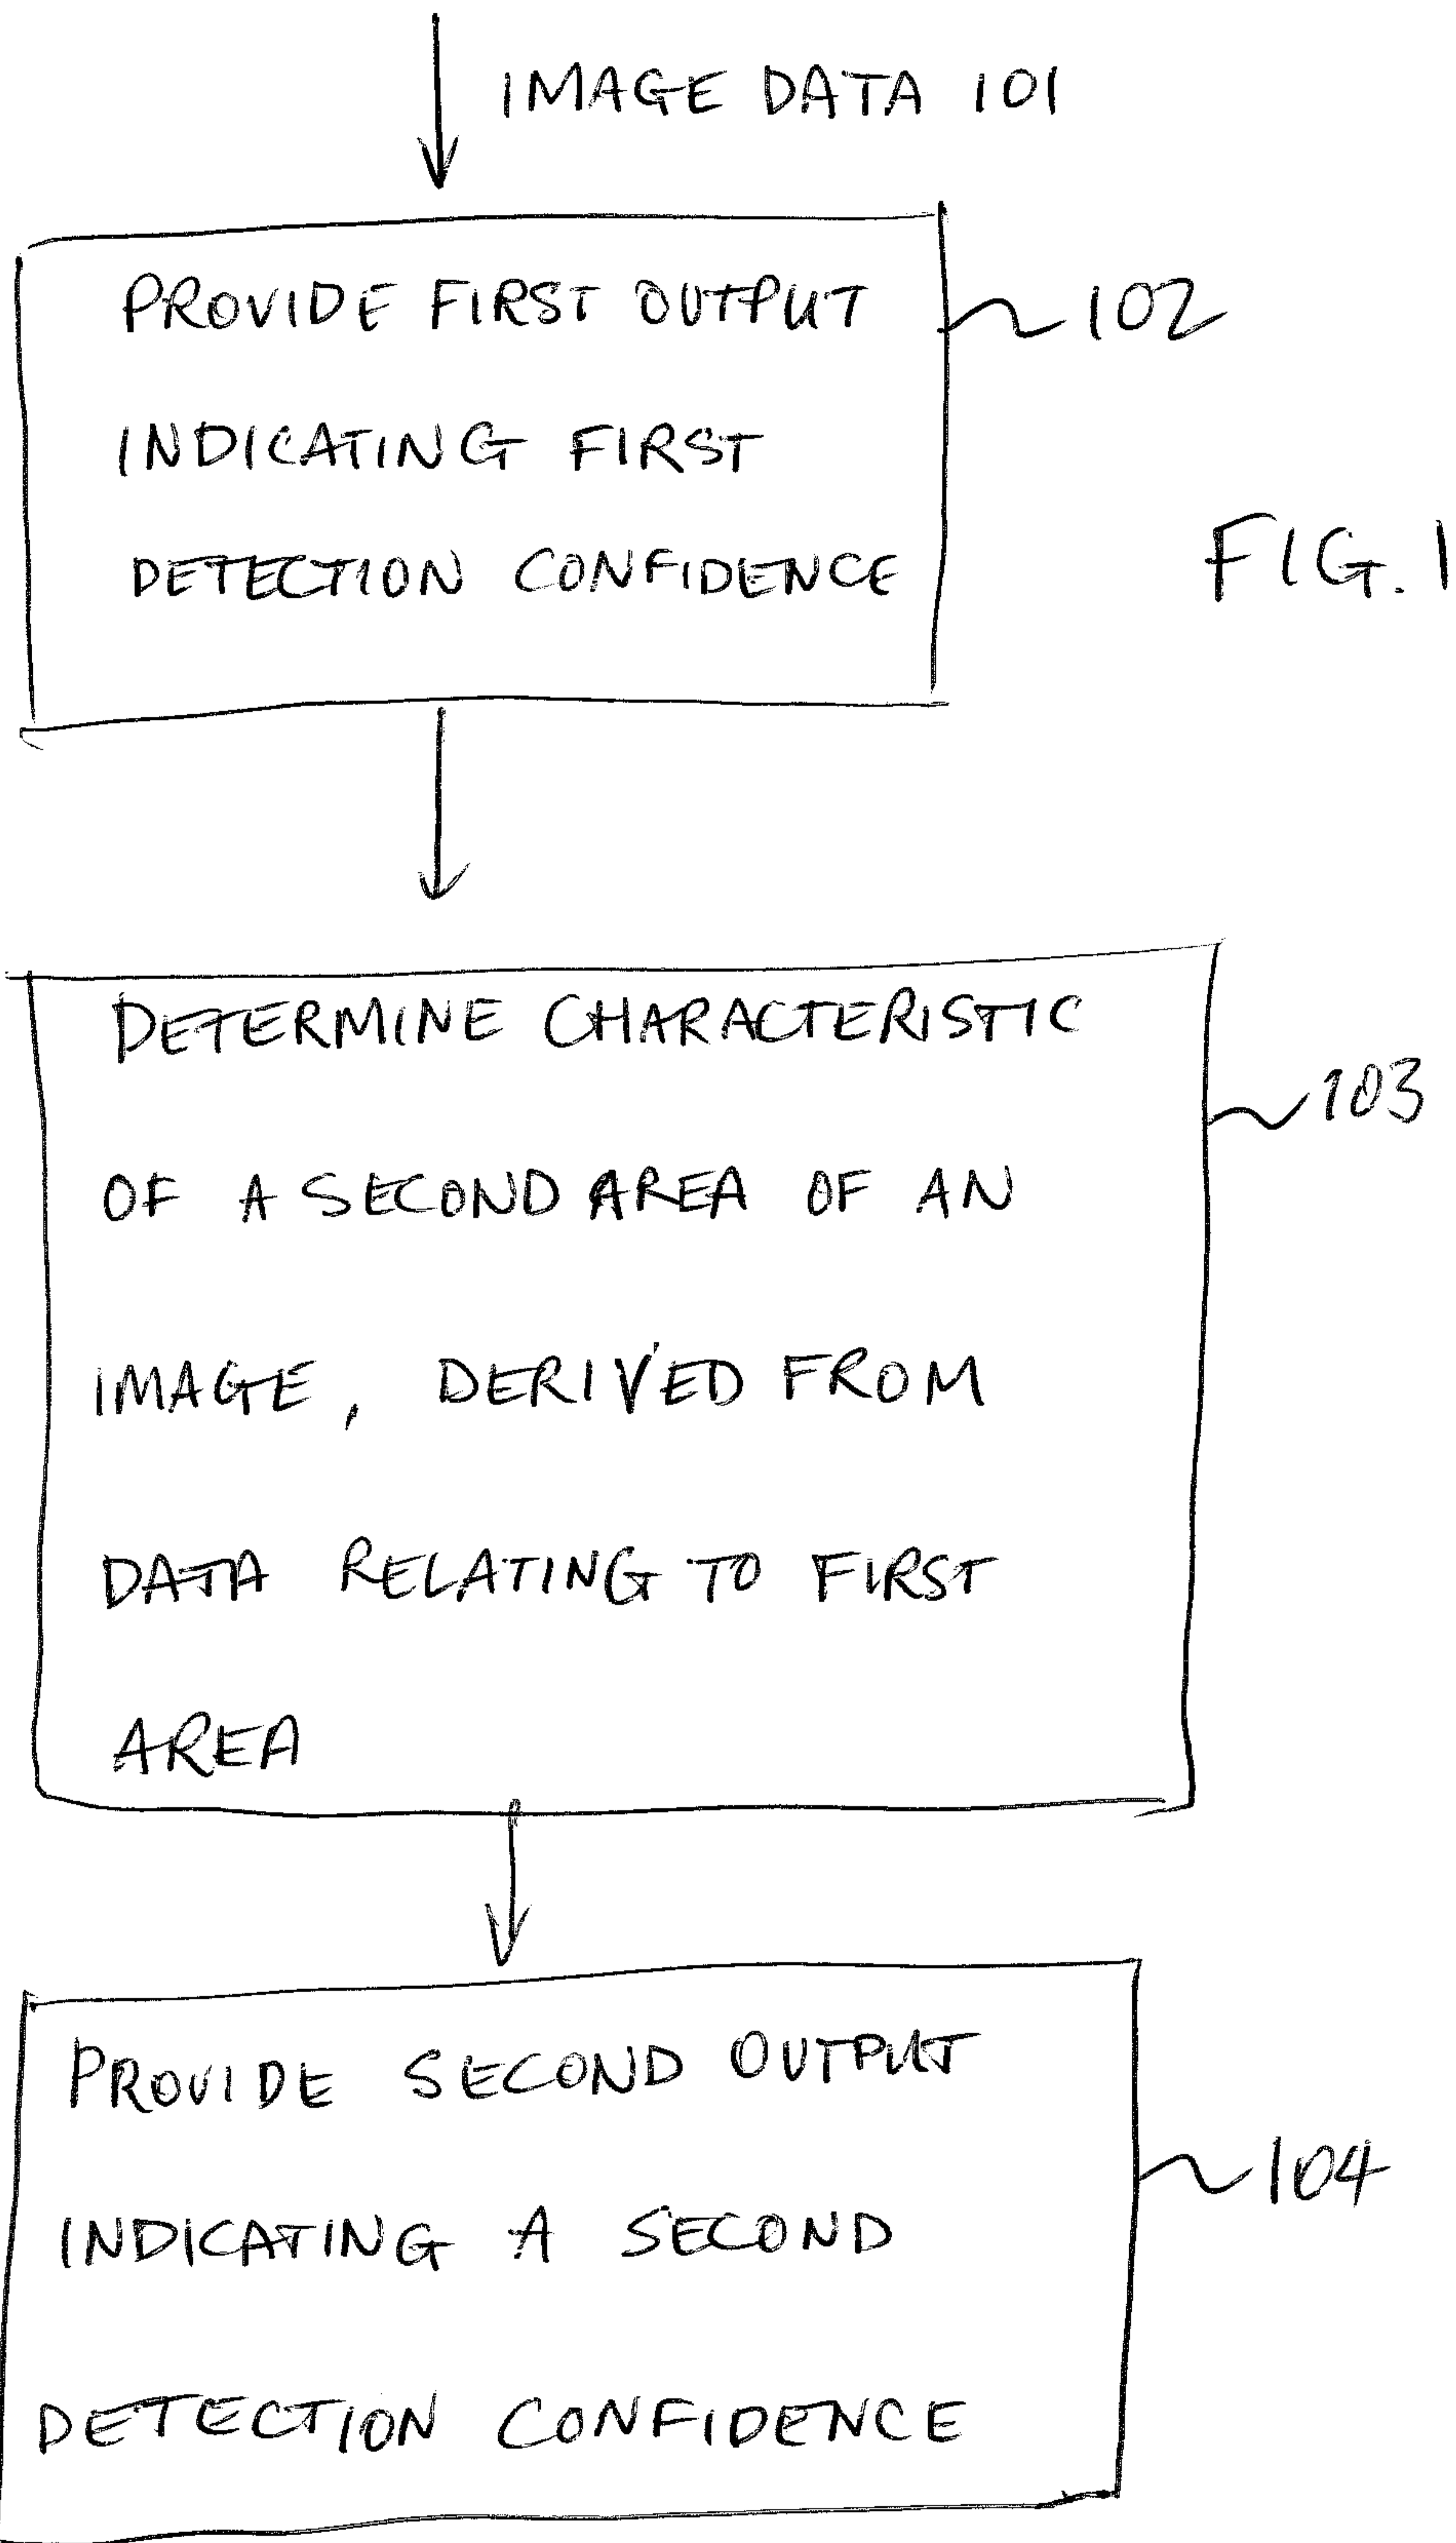 IMAGE DATA 101
PROVIDE FIRST OUTPUT
102
INDICATING FIRST
DETECTION CONFIDENCE
FIG. 1
DETERMINE CHARACTERISTIC
103
OF A SECOND AREA OF AN
IMAGE, DERIVED FROM
DATA RELATING TO FIRST
AREA
PROVIDE SECOND OUTPUT
104
INDICATING A SECOND
DETECTION CONFIDENCE